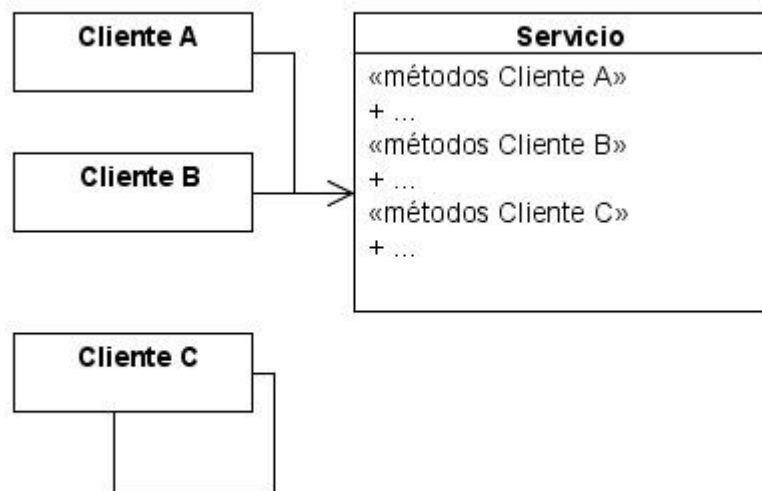 Cliente A
Cliente B
Cliente C
Servicio
«métodos Cliente A»
+ ...
«métodos Cliente B»
+ ...
«métodos Cliente C»
+ ...